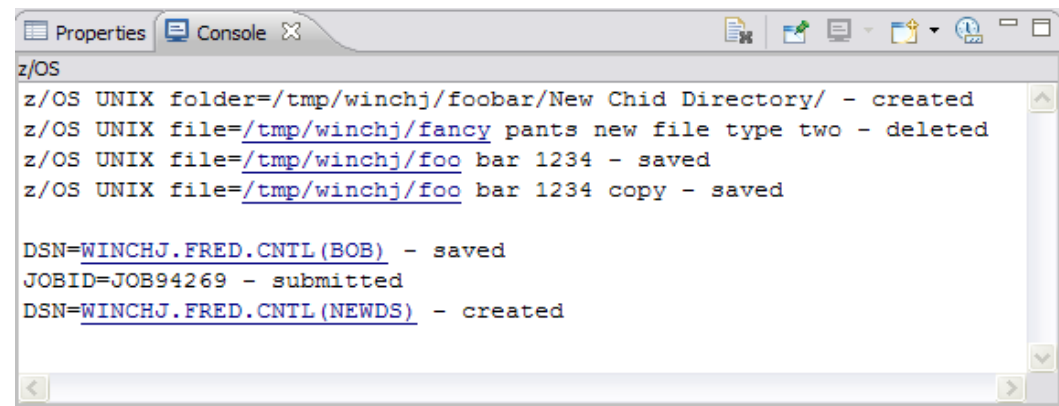 Properties Console
z/OS
z/OS UNIX folder=/tmp/winchj/foobar/New Chid Directory/ - created
z/OS UNIX file=/tmp/winchj/fancy pants new file type two - deleted
z/OS UNIX file=/tmp/winchj/foo bar 1234 - saved
z/OS UNIX file=/tmp/winchj/foo bar 1234 copy - saved
DSN=WINCHJ.FRED.CNTL(BOB) - saved
JOBID=JOB94269 - submitted
DSN=WINCHJ.FRED.CNTL(NEWDS) - created